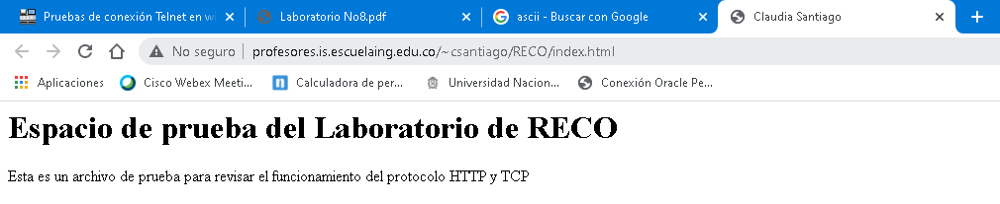 Pruebas de conexión Telnet en w
Laboratorio No8.pdf
ascii - Buscar con Google
Claudia Santiago
No seguro
profesores.is.escuelaing.edu.co/~csantiago/RECO/index.html
Aplicaciones
Cisco Webex Meeti...
Calculadora de per...
Universidad Nacion...
Conexión Oracle Pe...
Espacio de prueba del Laboratorio de RECO
Esta es un archivo de prueba para revisar el funcionamiento del protocolo HTTP y TCP